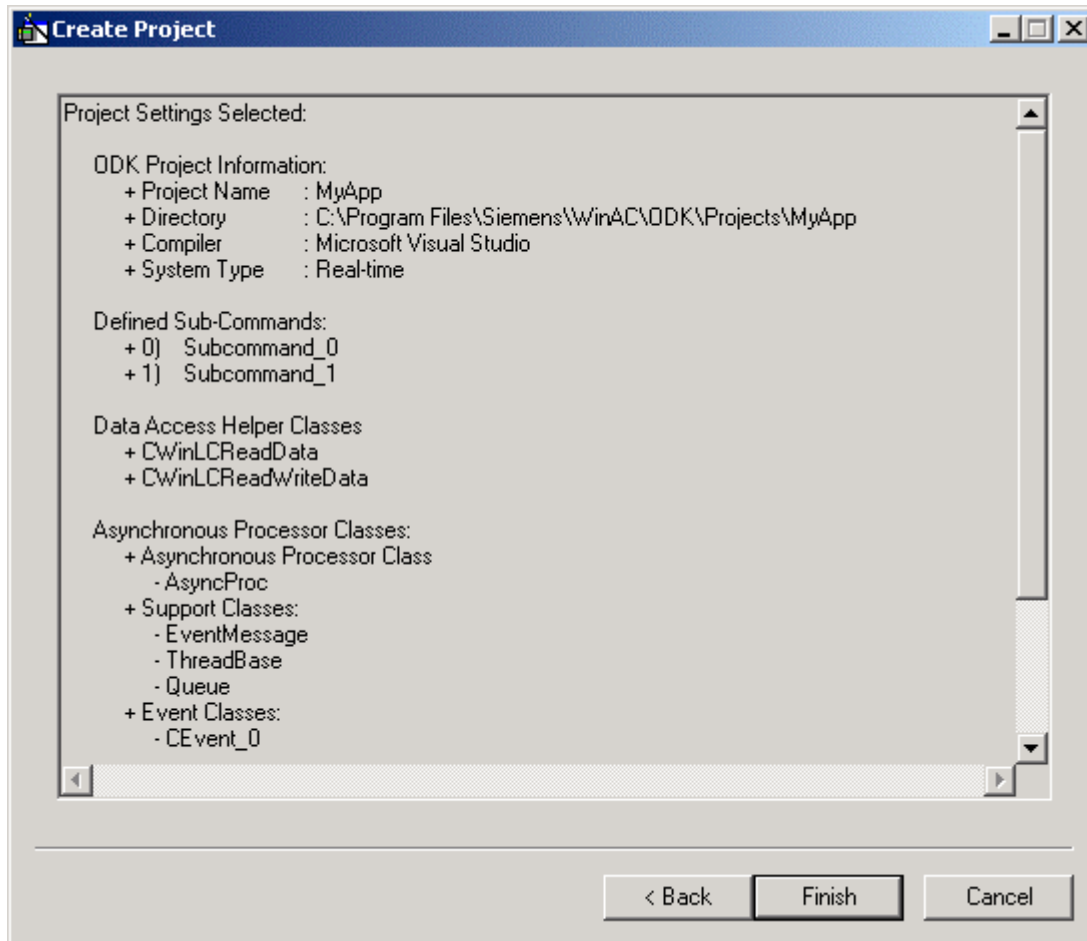 Create Project
Project Settings Selected:
ODK Project Information:
+ Project Name : MyApp
+ Directory : C:\Program Files\Siemens\WinAC\ODK\Projects\MyApp
+ Compiler : Microsoft Visual Studio
+ System Type : Real-time
Defined Sub-Commands:
+ 0) Subcommand_0
+ 1) Subcommand_1
Data Access Helper Classes
+ CWinLCReadData
+ CWinLCReadWriteData
Asynchronous Processor Classes:
+ Asynchronous Processor Class
- AsyncProc
+ Support Classes:
- EventMessage
- ThreadBase
- Queue
+ Event Classes:
- CEvent_0
< Back Finish Cancel